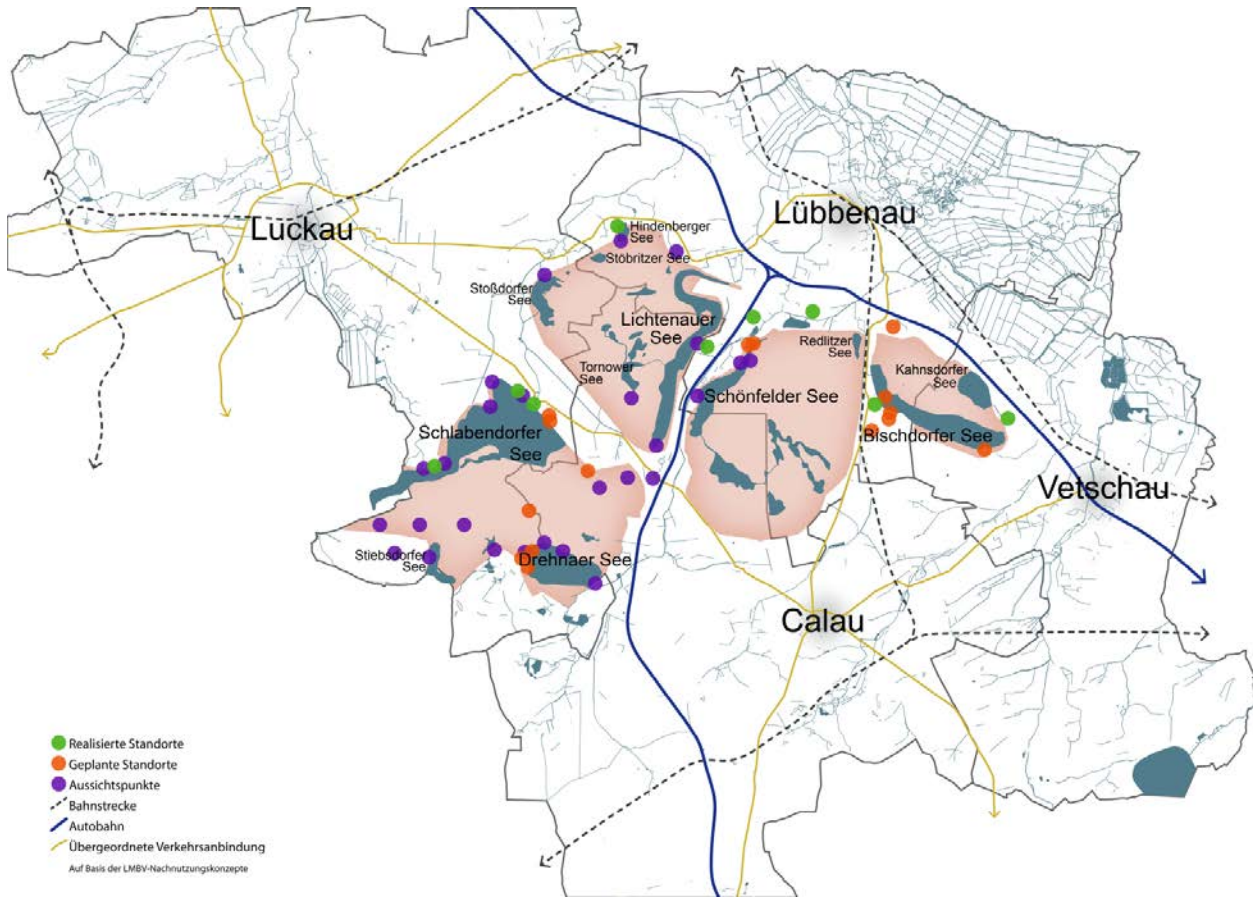 Lübbenau
Luckau
Hindenberger
See
Stöbritzer See
Stoßdorfer
See
Lichtenauer
See
Redlitzer
See
Tornower
See
Kahnsdorfer
See
Schönfelder See
Schlabendorfer
See
Bischdorfer See
Vetschau
Stiebsdorfer
See
Drehnaer See
Calau
Realisierte Standorte
Geplante Standorte
Aussichtspunkte
Bahnstrecke
Autobahn
Übergeordnete Verkehrsanbindung
Auf Basis der LMBV-Nachnutzungskonzepte